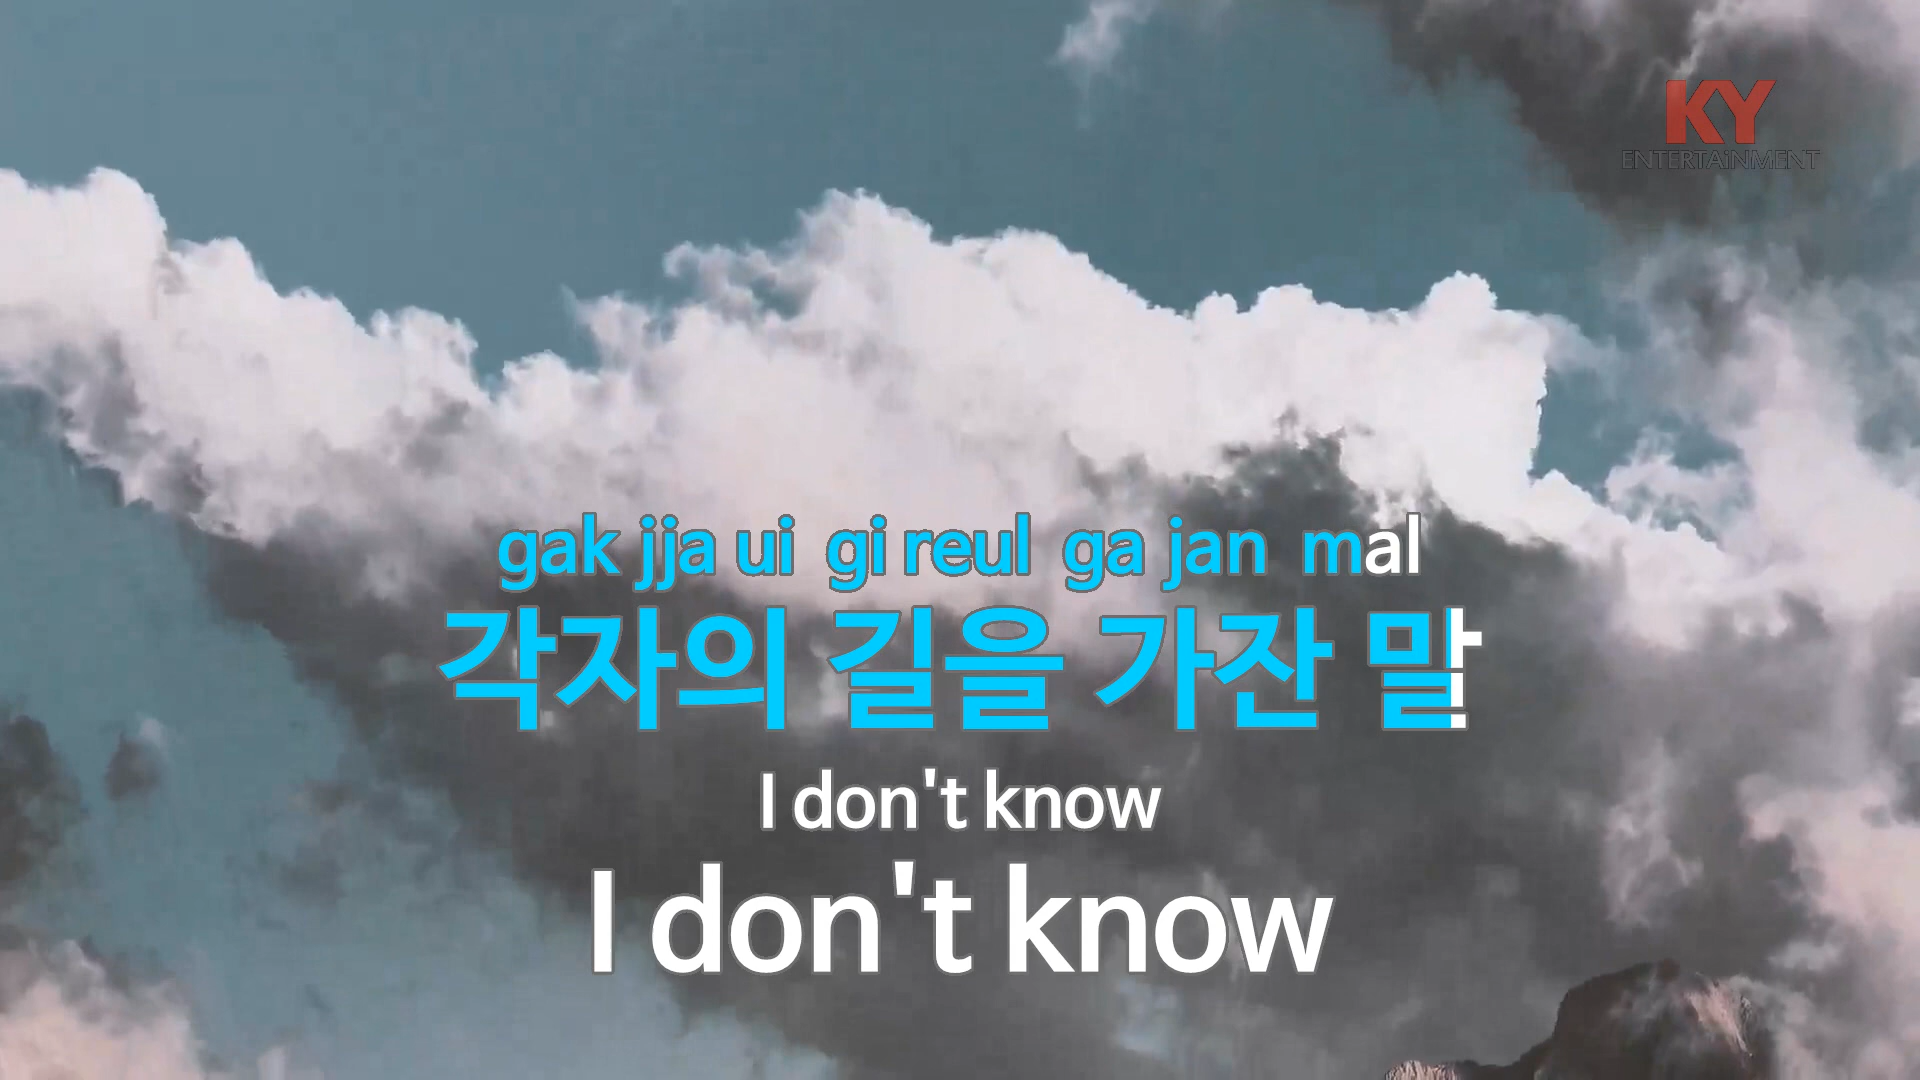 KY
ENTERTAiNMENT
gak jja ui gi reul ga jan mal
각자의 길을 가잔 말
I don't know
I don't know